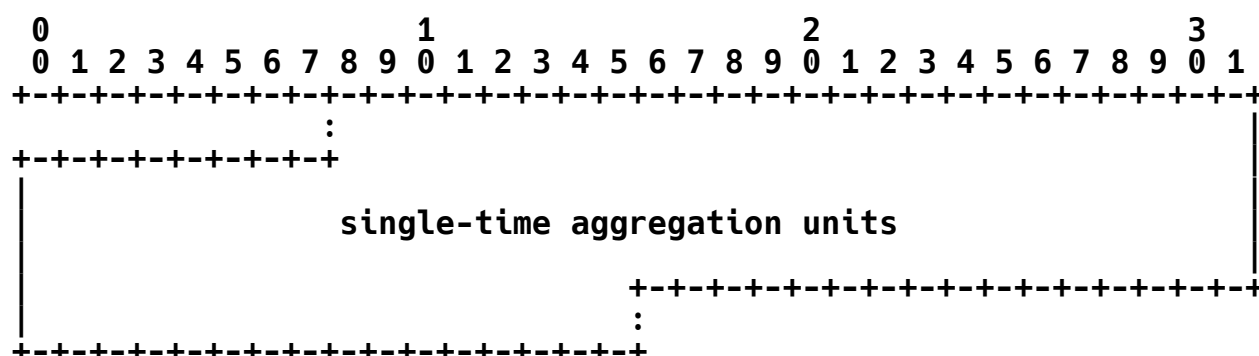 0                   1                   2                   3
0 1 2 3 4 5 6 7 8 9 0 1 2 3 4 5 6 7 8 9 0 1 2 3 4 5 6 7 8 9 0 1
+-+-+-+-+-+-+-+-+-+-+-+-+-+-+-+-+-+-+-+-+-+-+-+-+-+-+-+-+-+-+-+-+
:                                               |
+-+-+-+-+-+-+-+-+                                               |
|                                                               |
|                single-time aggregation units                  |
|                                                               |
|                               +-+-+-+-+-+-+-+-+-+-+-+-+-+-+-+-+
|                               :
+-+-+-+-+-+-+-+-+-+-+-+-+-+-+-+-+